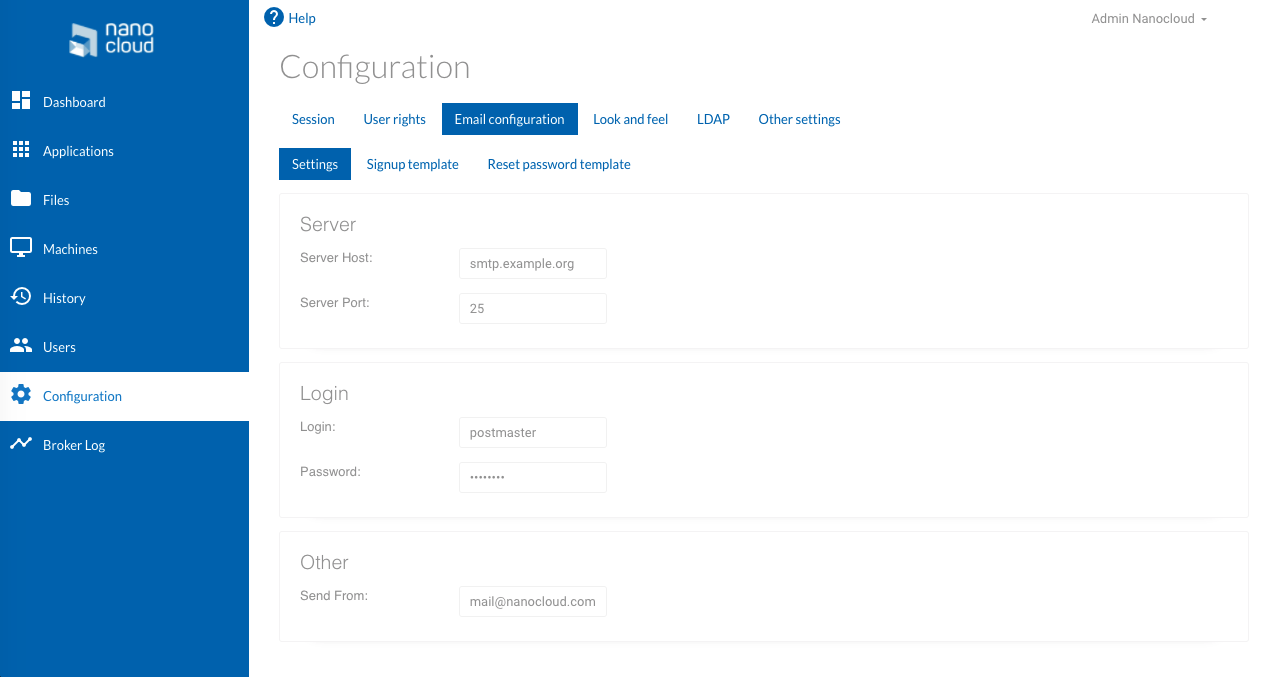 nano
cloud
Dashboard
Applications
Files
Machines
History
Users
Configuration
Broker Log
? Help
Admin Nanocloud
Configuration
Session User rights Email configuration Look and feel LDAP Other settings
Settings Signup template Reset password template
Server
Server Host: smtp.example.org
Server Port: 25
Login
Login: postmaster
Password: ••••••••
Other
Send From: mail@nanocloud.com